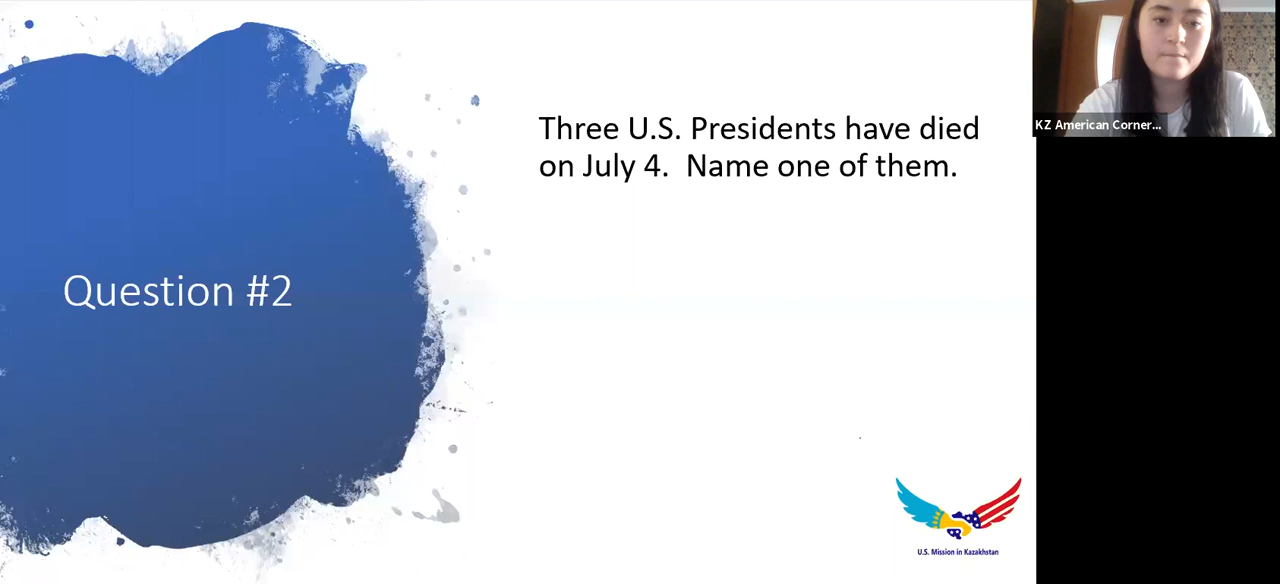 Three U.S. Presidents have died
on July 4.  Name one of them.
Question #2
KZ American Corner...
U.S. Mission in Kazakhstan